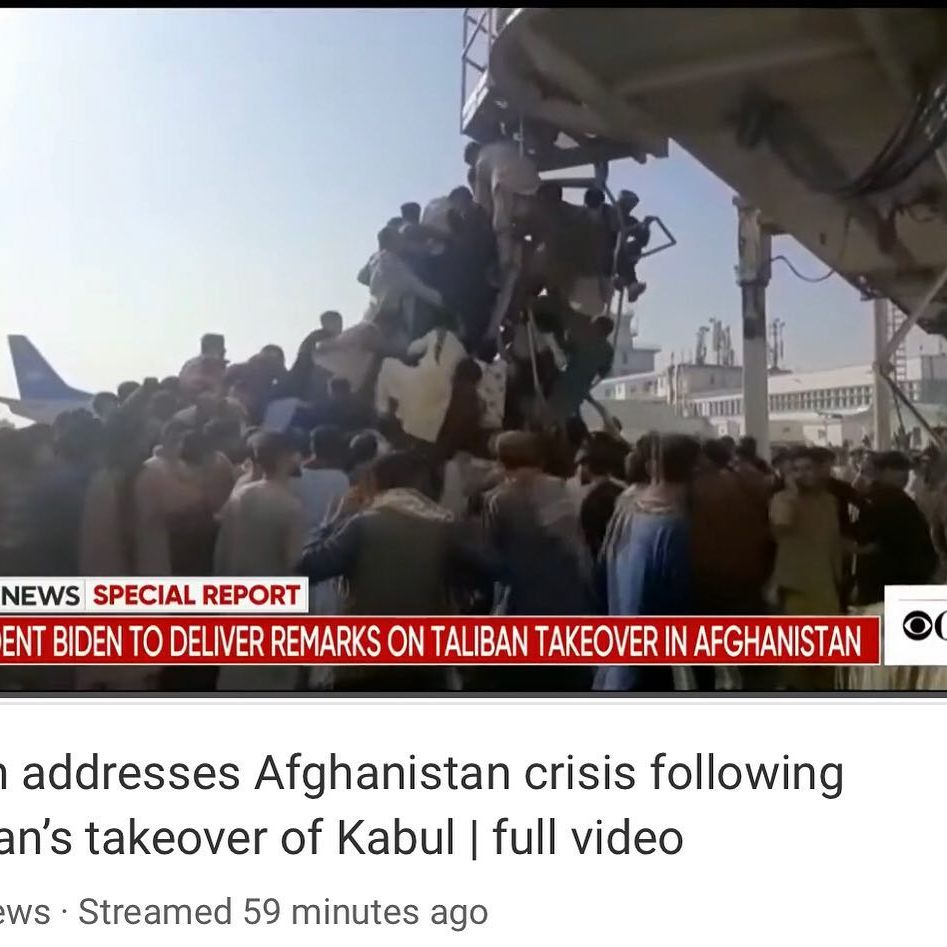 NEWS SPECIAL REPORT
ENT BIDEN TO DELIVER REMARKS ON TALIBAN TAKEOVER IN AFGHANISTAN
addresses Afghanistan crisis following
an's takeover of Kabul | full video
ews · Streamed 59 minutes ago